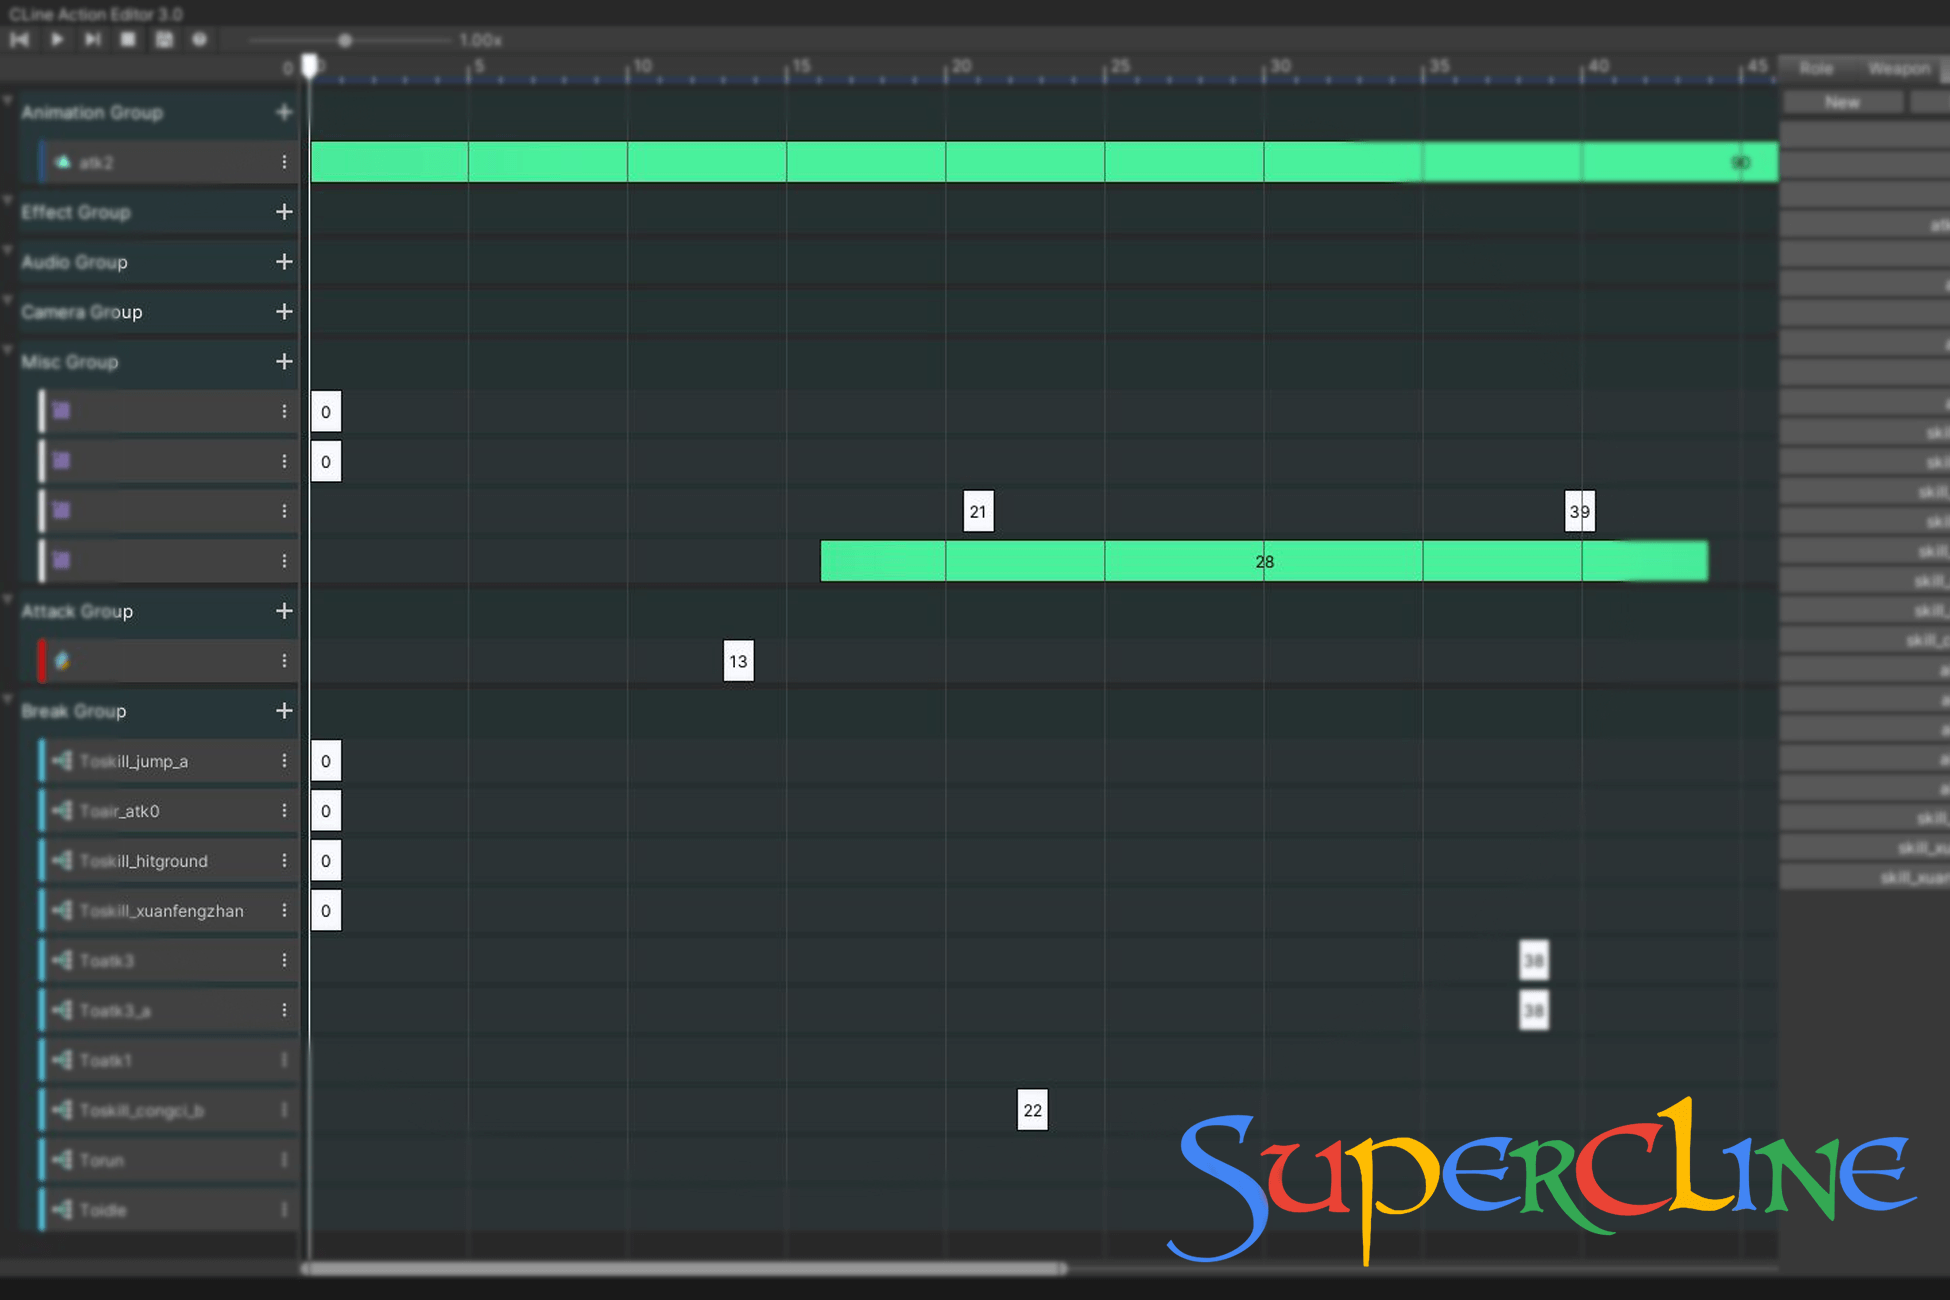 CLine Action Editor 3.0
1.00x
0 0 5 10 15 20 25 30 35 40 45
Role Weapon
New
Animation Group +
atk2 90
Effect Group +
Audio Group +
Camera Group +
Misc Group +
0
0
21 39
28
Attack Group +
13
Break Group +
Toskill_jump_a 0
Toair_atk0 0
Toskill_hitground 0
Toskill_xuanfengzhan 0
Toatk3 38
Toatk3_a 38
Toatk1
Toskill_congci_b 22
Torun
Toidle
SUPERCLINE